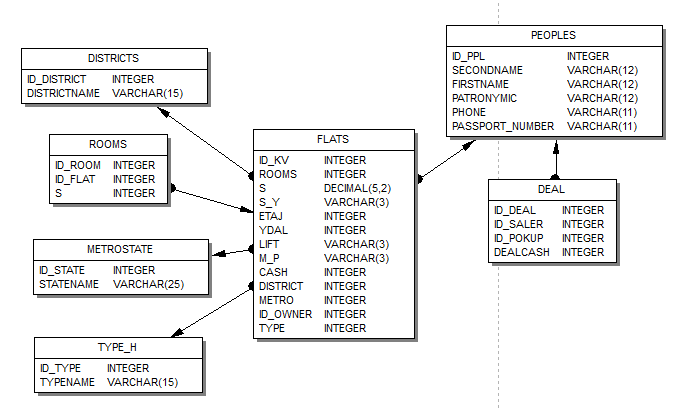 DISTRICTS
ID_DISTRICT INTEGER
DISTRICTNAME VARCHAR(15)
ROOMS
ID_ROOM INTEGER
ID_FLAT INTEGER
S INTEGER
METROSTATE
ID_STATE INTEGER
STATENAME VARCHAR(25)
TYPE_H
ID_TYPE INTEGER
TYPENAME VARCHAR(15)
FLATS
ID_KV INTEGER
ROOMS INTEGER
S DECIMAL(5,2)
S_Y VARCHAR(3)
ETAJ INTEGER
YDAL INTEGER
LIFT VARCHAR(3)
M_P VARCHAR(3)
CASH INTEGER
DISTRICT INTEGER
METRO INTEGER
ID_OWNER INTEGER
TYPE INTEGER
PEOPLES
ID_PPL INTEGER
SECONDNAME VARCHAR(12)
FIRSTNAME VARCHAR(12)
PATRONYMIC VARCHAR(12)
PHONE VARCHAR(11)
PASSPORT_NUMBER VARCHAR(11)
DEAL
ID_DEAL INTEGER
ID_SALER INTEGER
ID_POKUP INTEGER
DEALCASH INTEGER